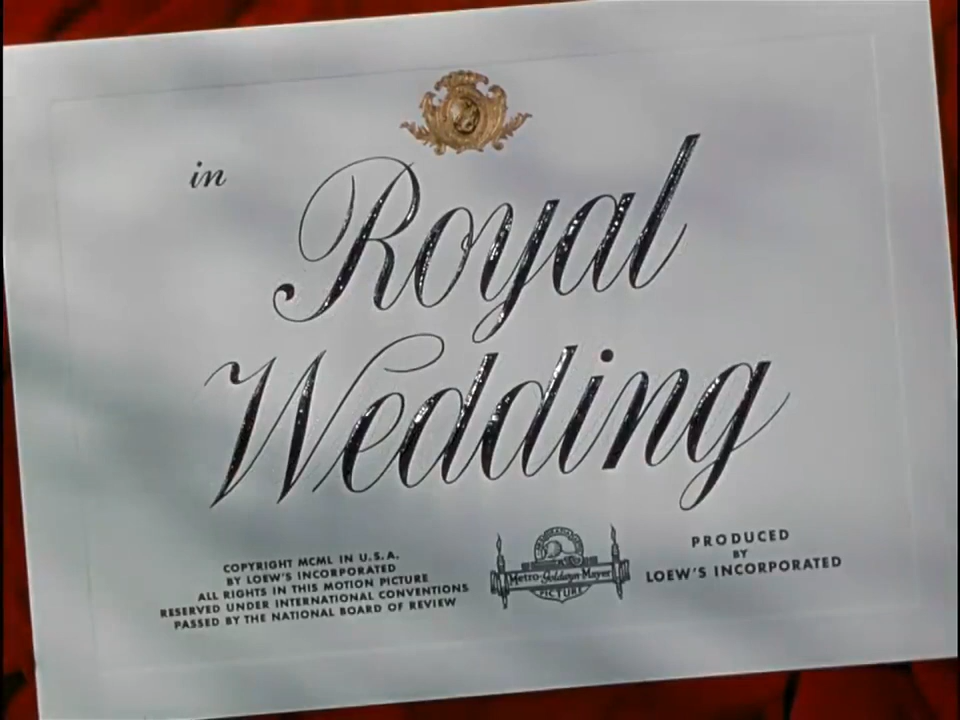 in
Royal
Wedding
COPYRIGHT MCML IN U.S.A.
BY LOEW'S INCORPORATED
ALL RIGHTS IN THIS MOTION PICTURE
RESERVED UNDER INTERNATIONAL CONVENTIONS
PASSED BY THE NATIONAL BOARD OF REVIEW
Metro-Goldwyn-Mayer
PICTURE
PRODUCED
BY
LOEW'S INCORPORATED